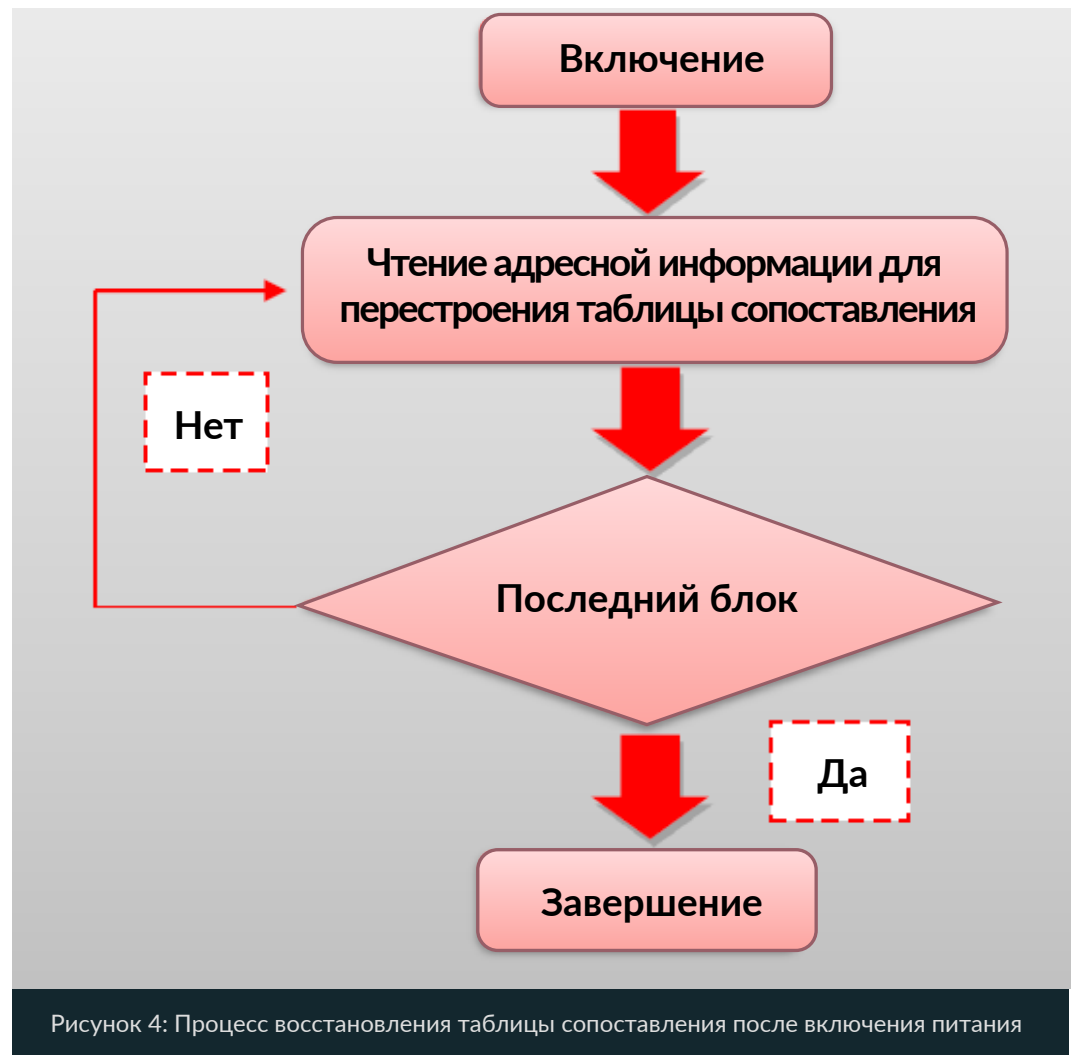 Включение
Чтение адресной информации для
перестроения таблицы сопоставления
Нет
Последний блок
Да
Завершение
Рисунок 4: Процесс восстановления таблицы сопоставления после включения питания